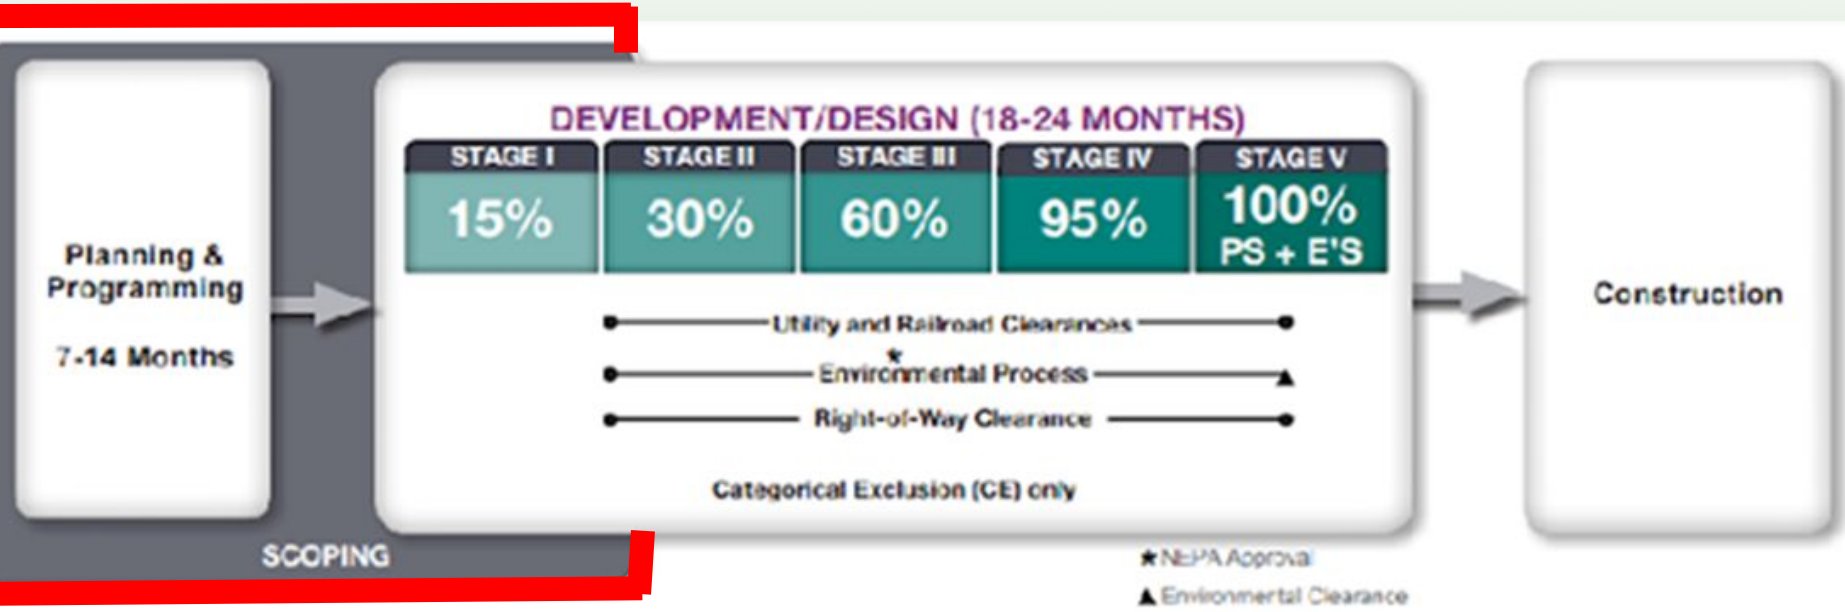 Planning &
Programming
7-14 Months
SCOPING
DEVELOPMENT/DESIGN (18-24 MONTHS)
STAGE I
15%
STAGE II
30%
STAGE III
60%
STAGE IV
95%
STAGE V
100%
PS + E'S
Utility and Railroad Clearances
★
Environmental Process
Right-of-Way Clearance
Categorical Exclusion (CE) only
Construction
★ NEPA Approval
▲ Environmental Clearance